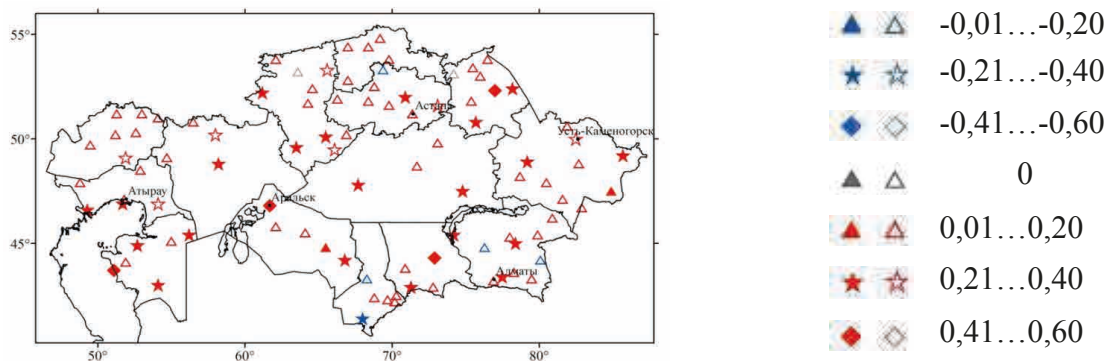 55°
50°
45°
50° 60° 70° 80°
Астана
Усть-Каменогорск
Атырау
Аральск
Алматы
-0,01…-0,20
-0,21…-0,40
-0,41…-0,60
0
0,01…0,20
0,21…0,40
0,41…0,60